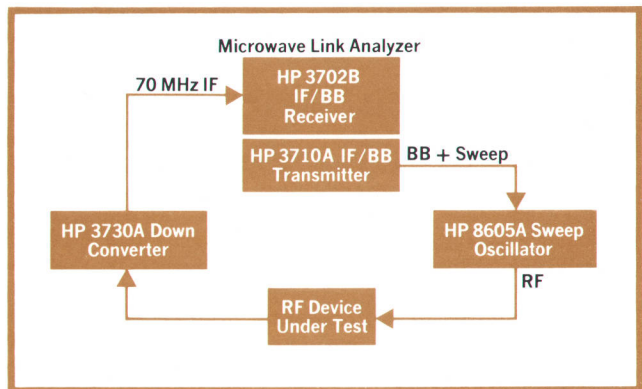 Microwave Link Analyzer
70 MHz IF
HP 3702B
IF/BB
Receiver
HP 3710A IF/BB
Transmitter
BB + Sweep
HP 3730A Down
Converter
HP 8605A Sweep
Oscillator
RF
RF Device
Under Test